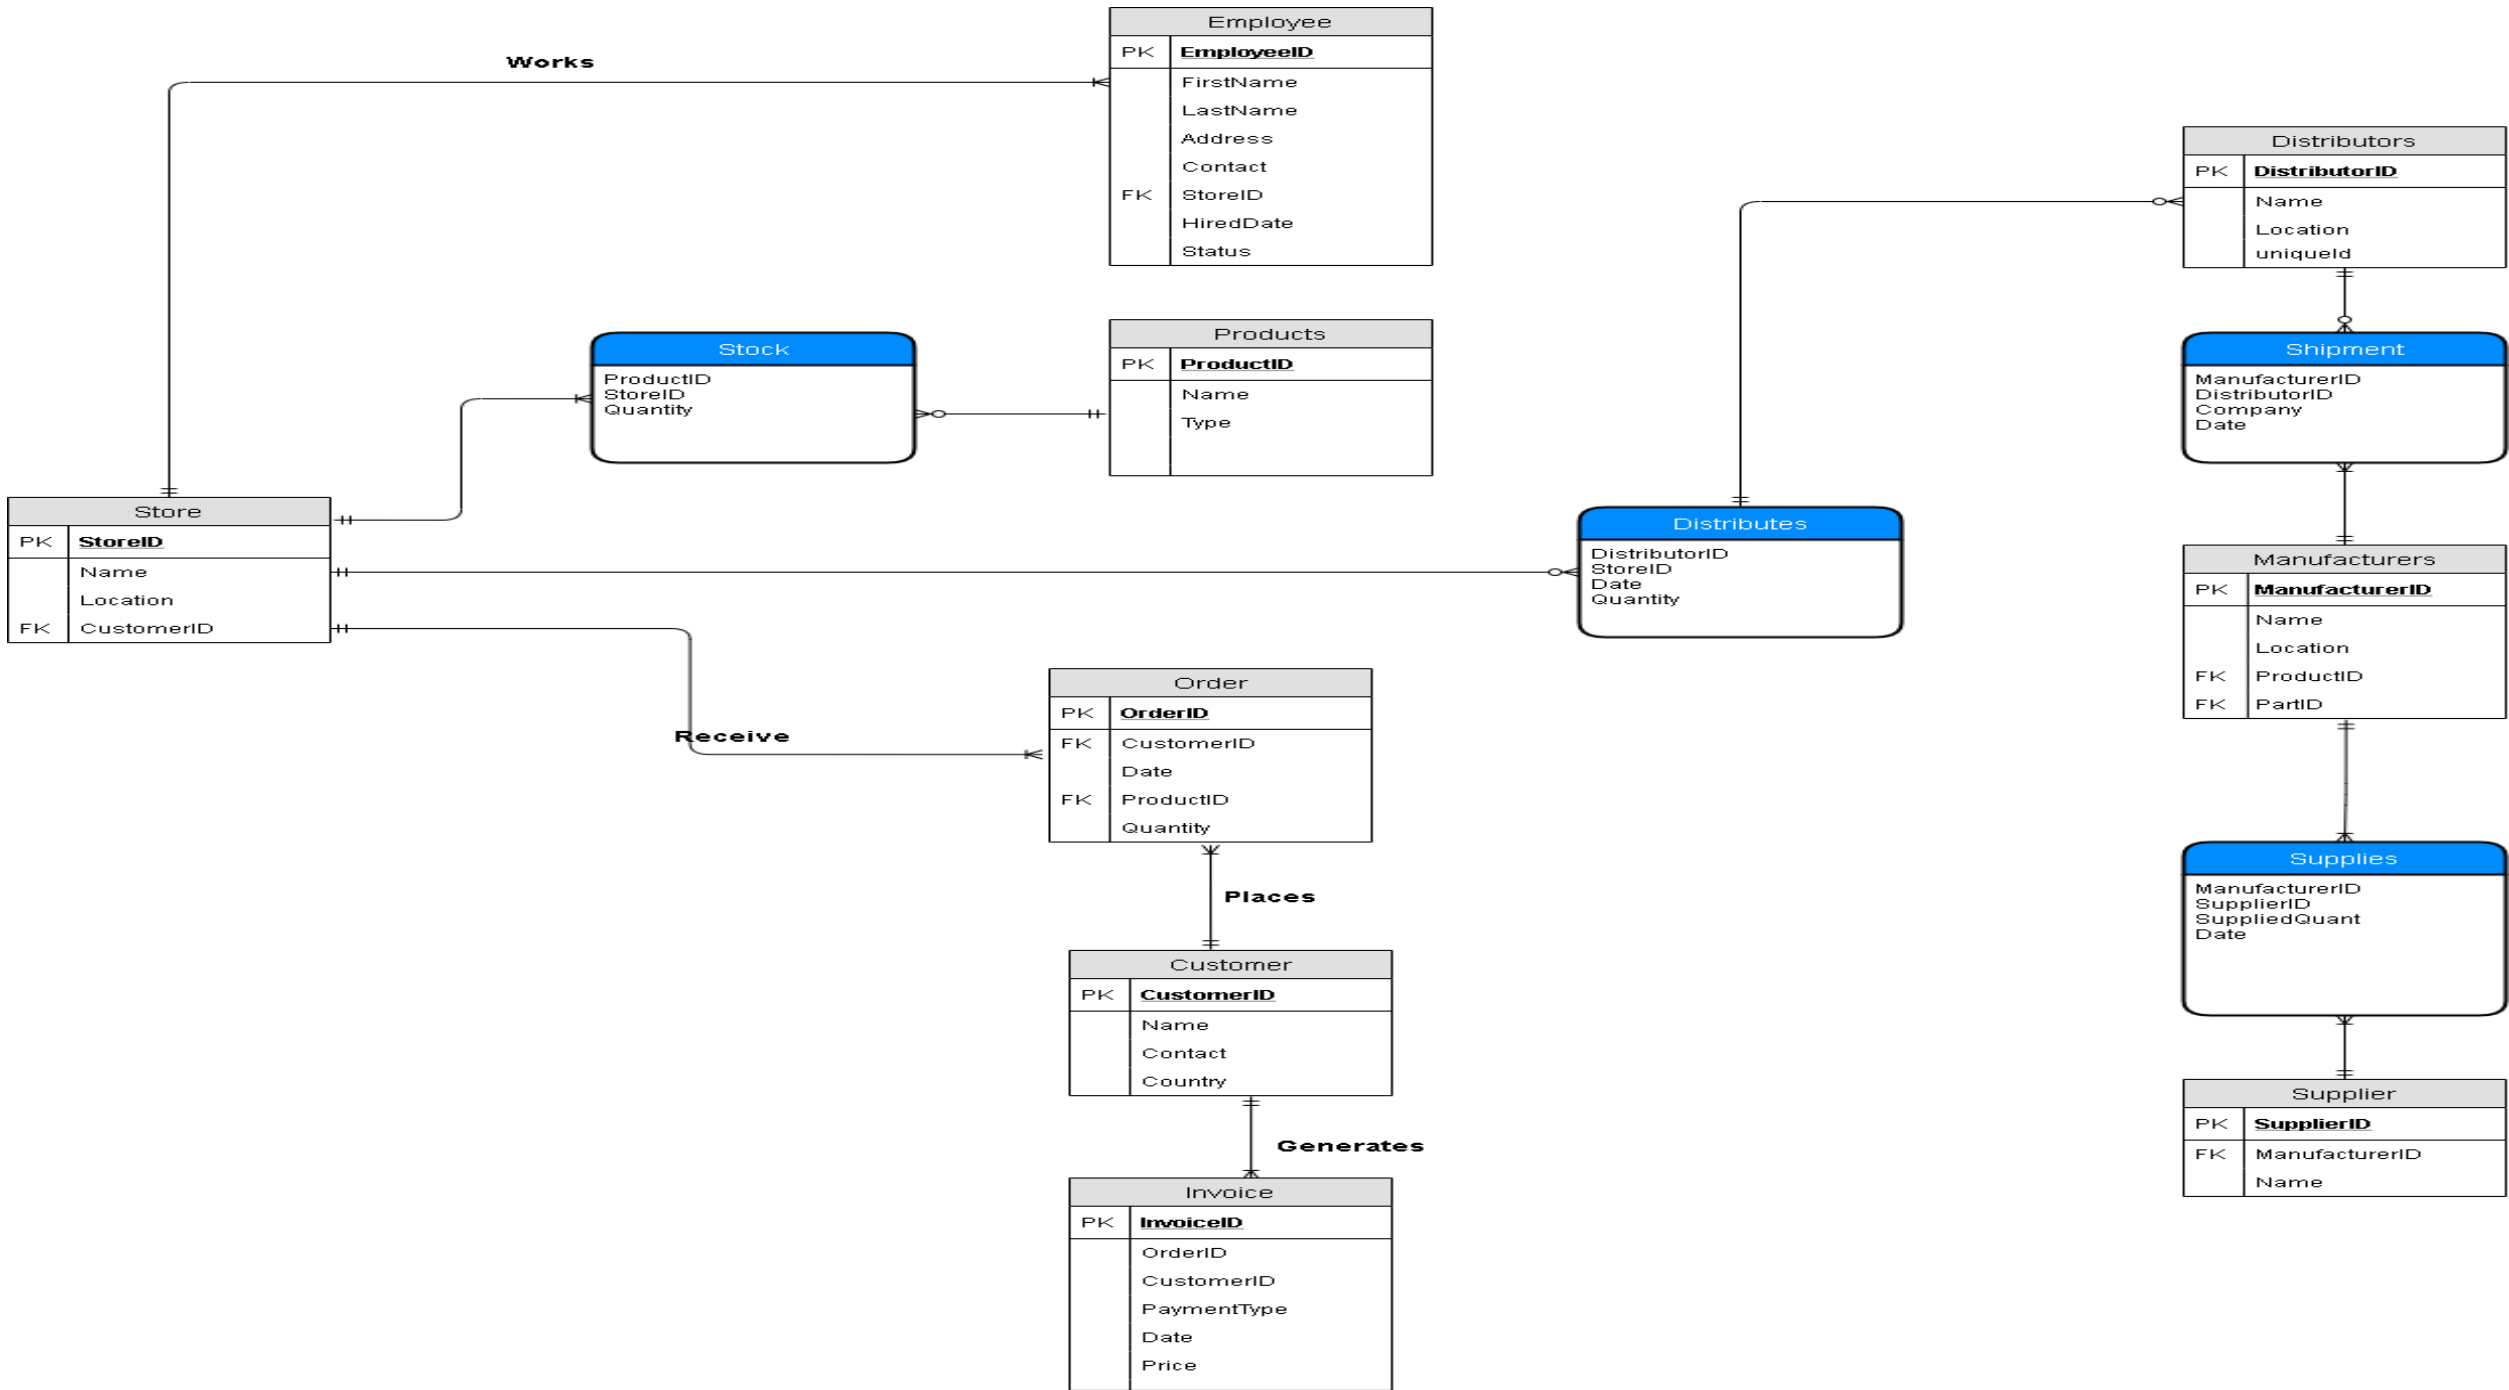 Employee
PK EmployeeID
FirstName
LastName
Address
Contact
FK StoreID
HiredDate
Status
Works
Distributors
PK DistributorID
Name
Location
uniqueId
Stock
ProductID
StoreID
Quantity
Products
PK ProductID
Name
Type
Shipment
ManufacturerID
DistributorID
Company
Date
Store
PK StoreID
Name
Location
FK CustomerID
Distributes
DistributorID
StoreID
Date
Quantity
Manufacturers
PK ManufacturerID
Name
Location
FK ProductID
FK PartID
Receive
Order
PK OrderID
FK CustomerID
Date
FK ProductID
Quantity
Places
Supplies
ManufacturerID
SupplierID
SuppliedQuant
Date
Customer
PK CustomerID
Name
Contact
Country
Generates
Supplier
PK SupplierID
FK ManufacturerID
Name
Invoice
PK InvoiceID
OrderID
CustomerID
PaymentType
Date
Price